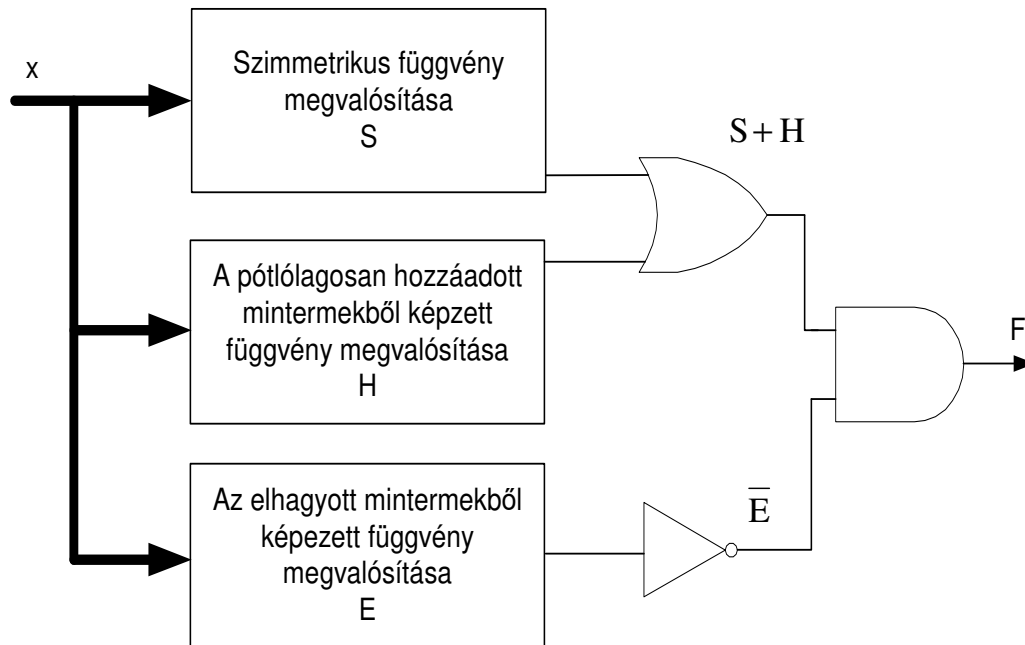 x
Szimmetrikus függvény
megvalósítása
S
S + H
A pótlólagosan hozzáadott
mintermekből képzett
függvény megvalósítása
H
F
Az elhagyott mintermekből
képezett függvény
megvalósítása
E
E̅